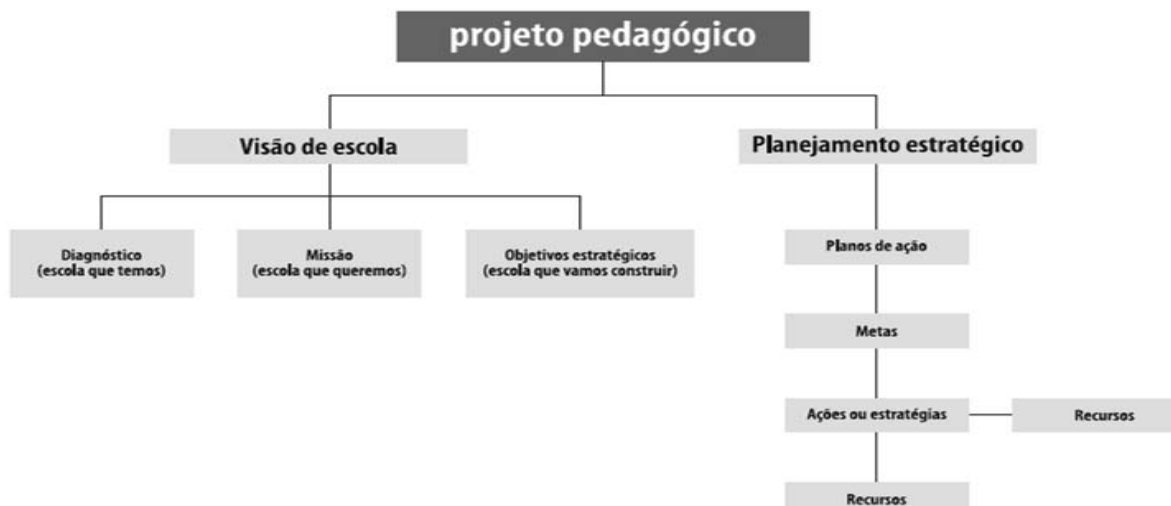 projeto pedagógico
Visão de escola
Planejamento estratégico
Diagnóstico
(escola que temos)
Missão
(escola que queremos)
Objetivos estratégicos
(escola que vamos construir)
Planos de ação
Metas
Ações ou estratégias
Recursos
Recursos